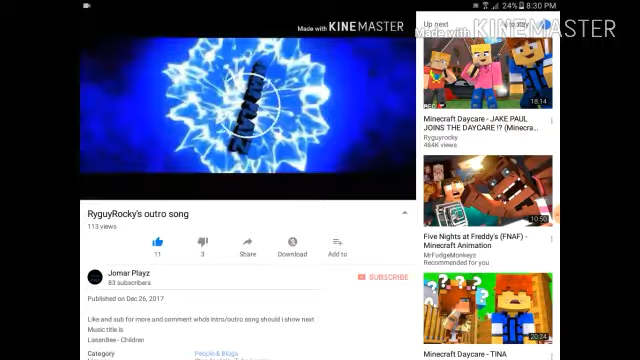 24% 8:30 PM
Made with KINEMASTER
Made with KINEMASTER
Up next
RyguyRocky's outro song
113 views
11
3
Share
Download
Add to
Jomar Playz
83 subscribers
SUBSCRIBE
Published on Dec 26, 2017
Like and sub for more and comment who's intro/outro song should i show next
Music title is
LiasenBee - Children
Category
People & Blogs
18:14
Minecraft Daycare - JAKE PAUL
JOINS THE DAYCARE !? (Minecra...
Ryguyrocky
464K views
10:50
Five Nights at Freddy's (FNAF) -
Minecraft Animation
MrFudgeMonkeyz
Recommended for you
20:24
Minecraft Daycare - TINA